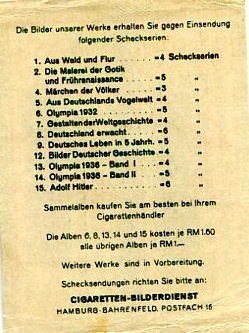 Die Bilder unserer Werke erhalten Sie gegen Einsendung
folgender Scheckserien:
1. Aus Wald und Flur =4 Scheckserien
2. Die Malerei der Gotik
und Frührenaissance =5 "
4. Märchen der Völker =3 "
5. Aus Deutschlands Vogelwelt =4 "
6. Olympia 1932 =5 "
7. Gestalten der Weltgeschichte =4 "
8. Deutschland erwacht =6 "
9. Deutsches Leben in 5 Jahrh. =5 "
12. Bilder Deutscher Geschichte =4 "
13. Olympia 1936 - Band I =4 "
14. Olympia 1936 - Band II =5 "
15. Adolf Hitler =6 "
Sammelalben kaufen Sie am besten bei Ihrem
Cigarettenhändler
Die Alben 6, 8, 13, 14 und 15 kosten je RM 1.60
alle übrigen Alben je RM 1.—
Weitere Werke sind in Vorbereitung.
Schecksendungen richten Sie bitte an:
CIGARETTEN-BILDERDIENST
HAMBURG-BAHRENFELD, POSTFACH 15